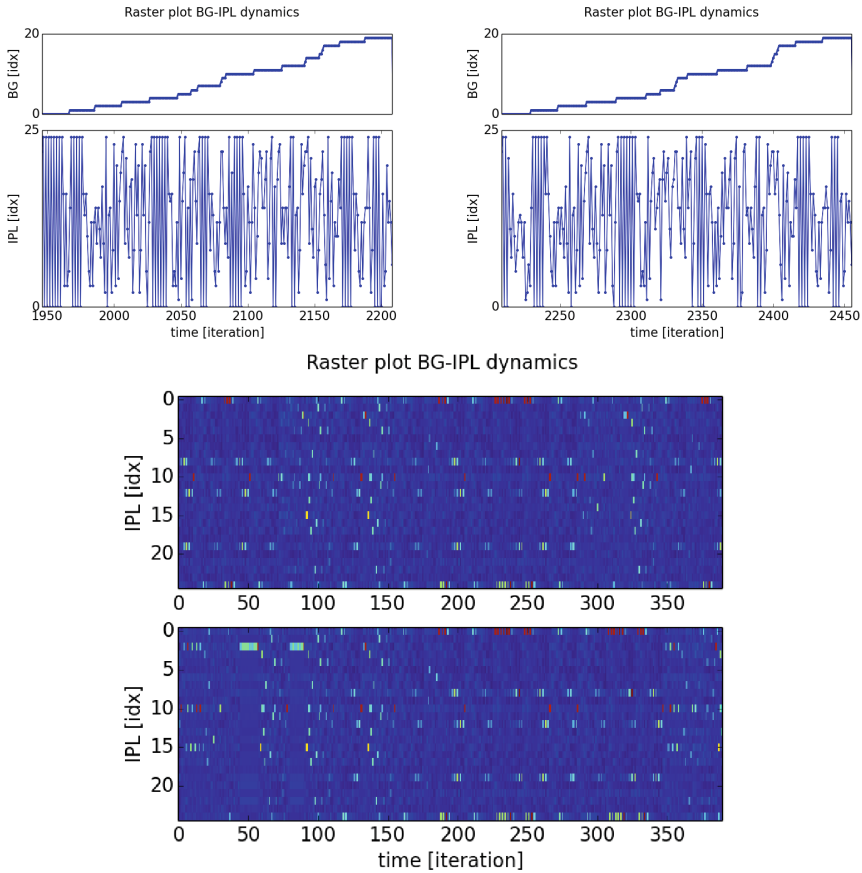 Raster plot BG-IPL dynamics
20
BG [idx]
0
25
IPL [idx]
0
1950 2000 2050 2100 2150 2200
time [iteration]
Raster plot BG-IPL dynamics
20
BG [idx]
0
25
IPL [idx]
0
2250 2300 2350 2400 2450
time [iteration]
Raster plot BG-IPL dynamics
0
5
10
15
20
IPL [idx]
0 50 100 150 200 250 300 350
0
5
10
15
20
IPL [idx]
0 50 100 150 200 250 300 350
time [iteration]